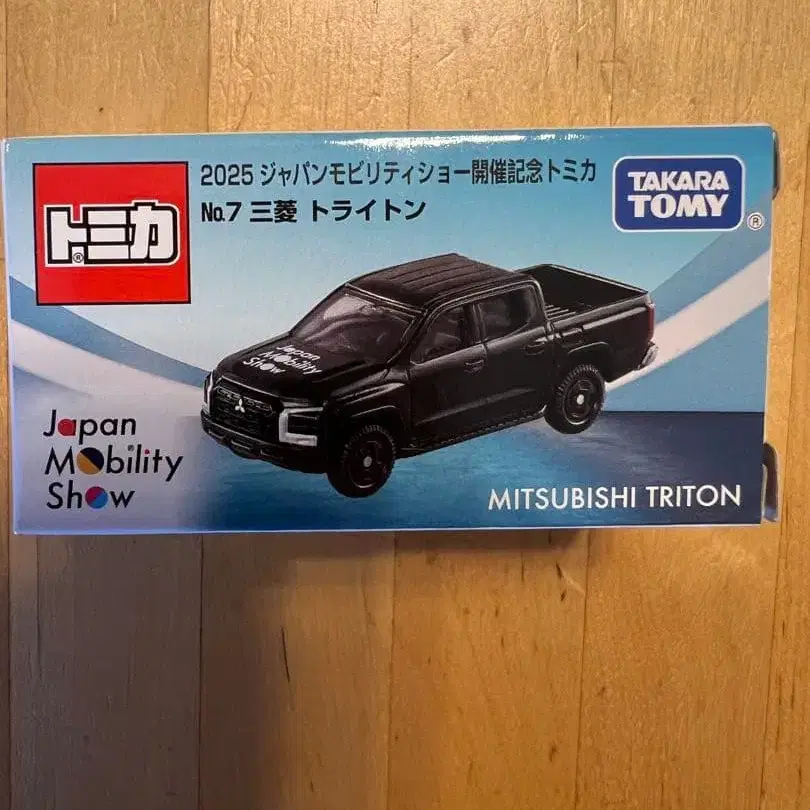 2025 ジャパンモビリティショー開催記念トミカ
No.7 三菱 トライトン
トミカ®
TAKARA
TOMY®
Japan
Mobility
Show
Japan
Mobility
Show
MITSUBISHI TRITON